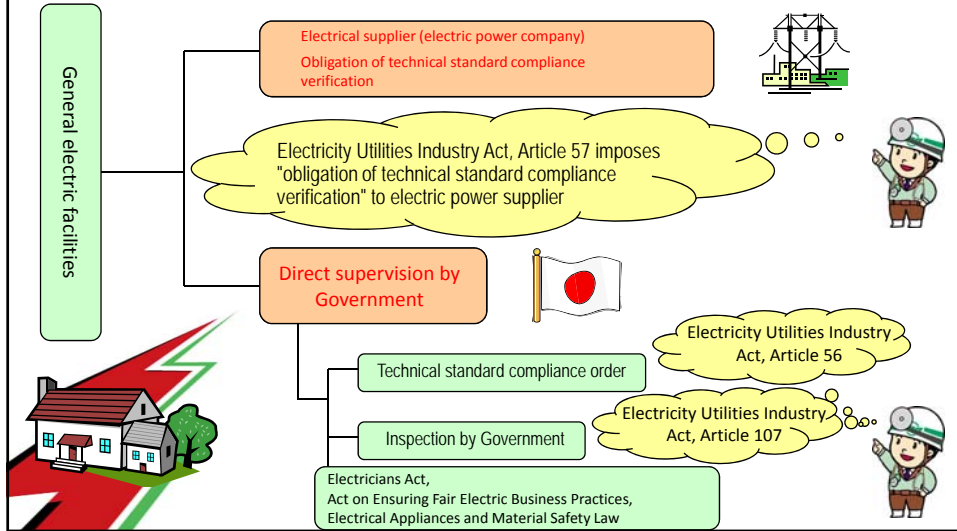 General electric facilities
Electrical supplier (electric power company)
Obligation of technical standard compliance
verification
Electricity Utilities Industry Act, Article 57 imposes
"obligation of technical standard compliance
verification" to electric power supplier
Direct supervision by
Government
Technical standard compliance order
Electricity Utilities Industry
Act, Article 56
Inspection by Government
Electricity Utilities Industry
Act, Article 107
Electricians Act,
Act on Ensuring Fair Electric Business Practices,
Electrical Appliances and Material Safety Law